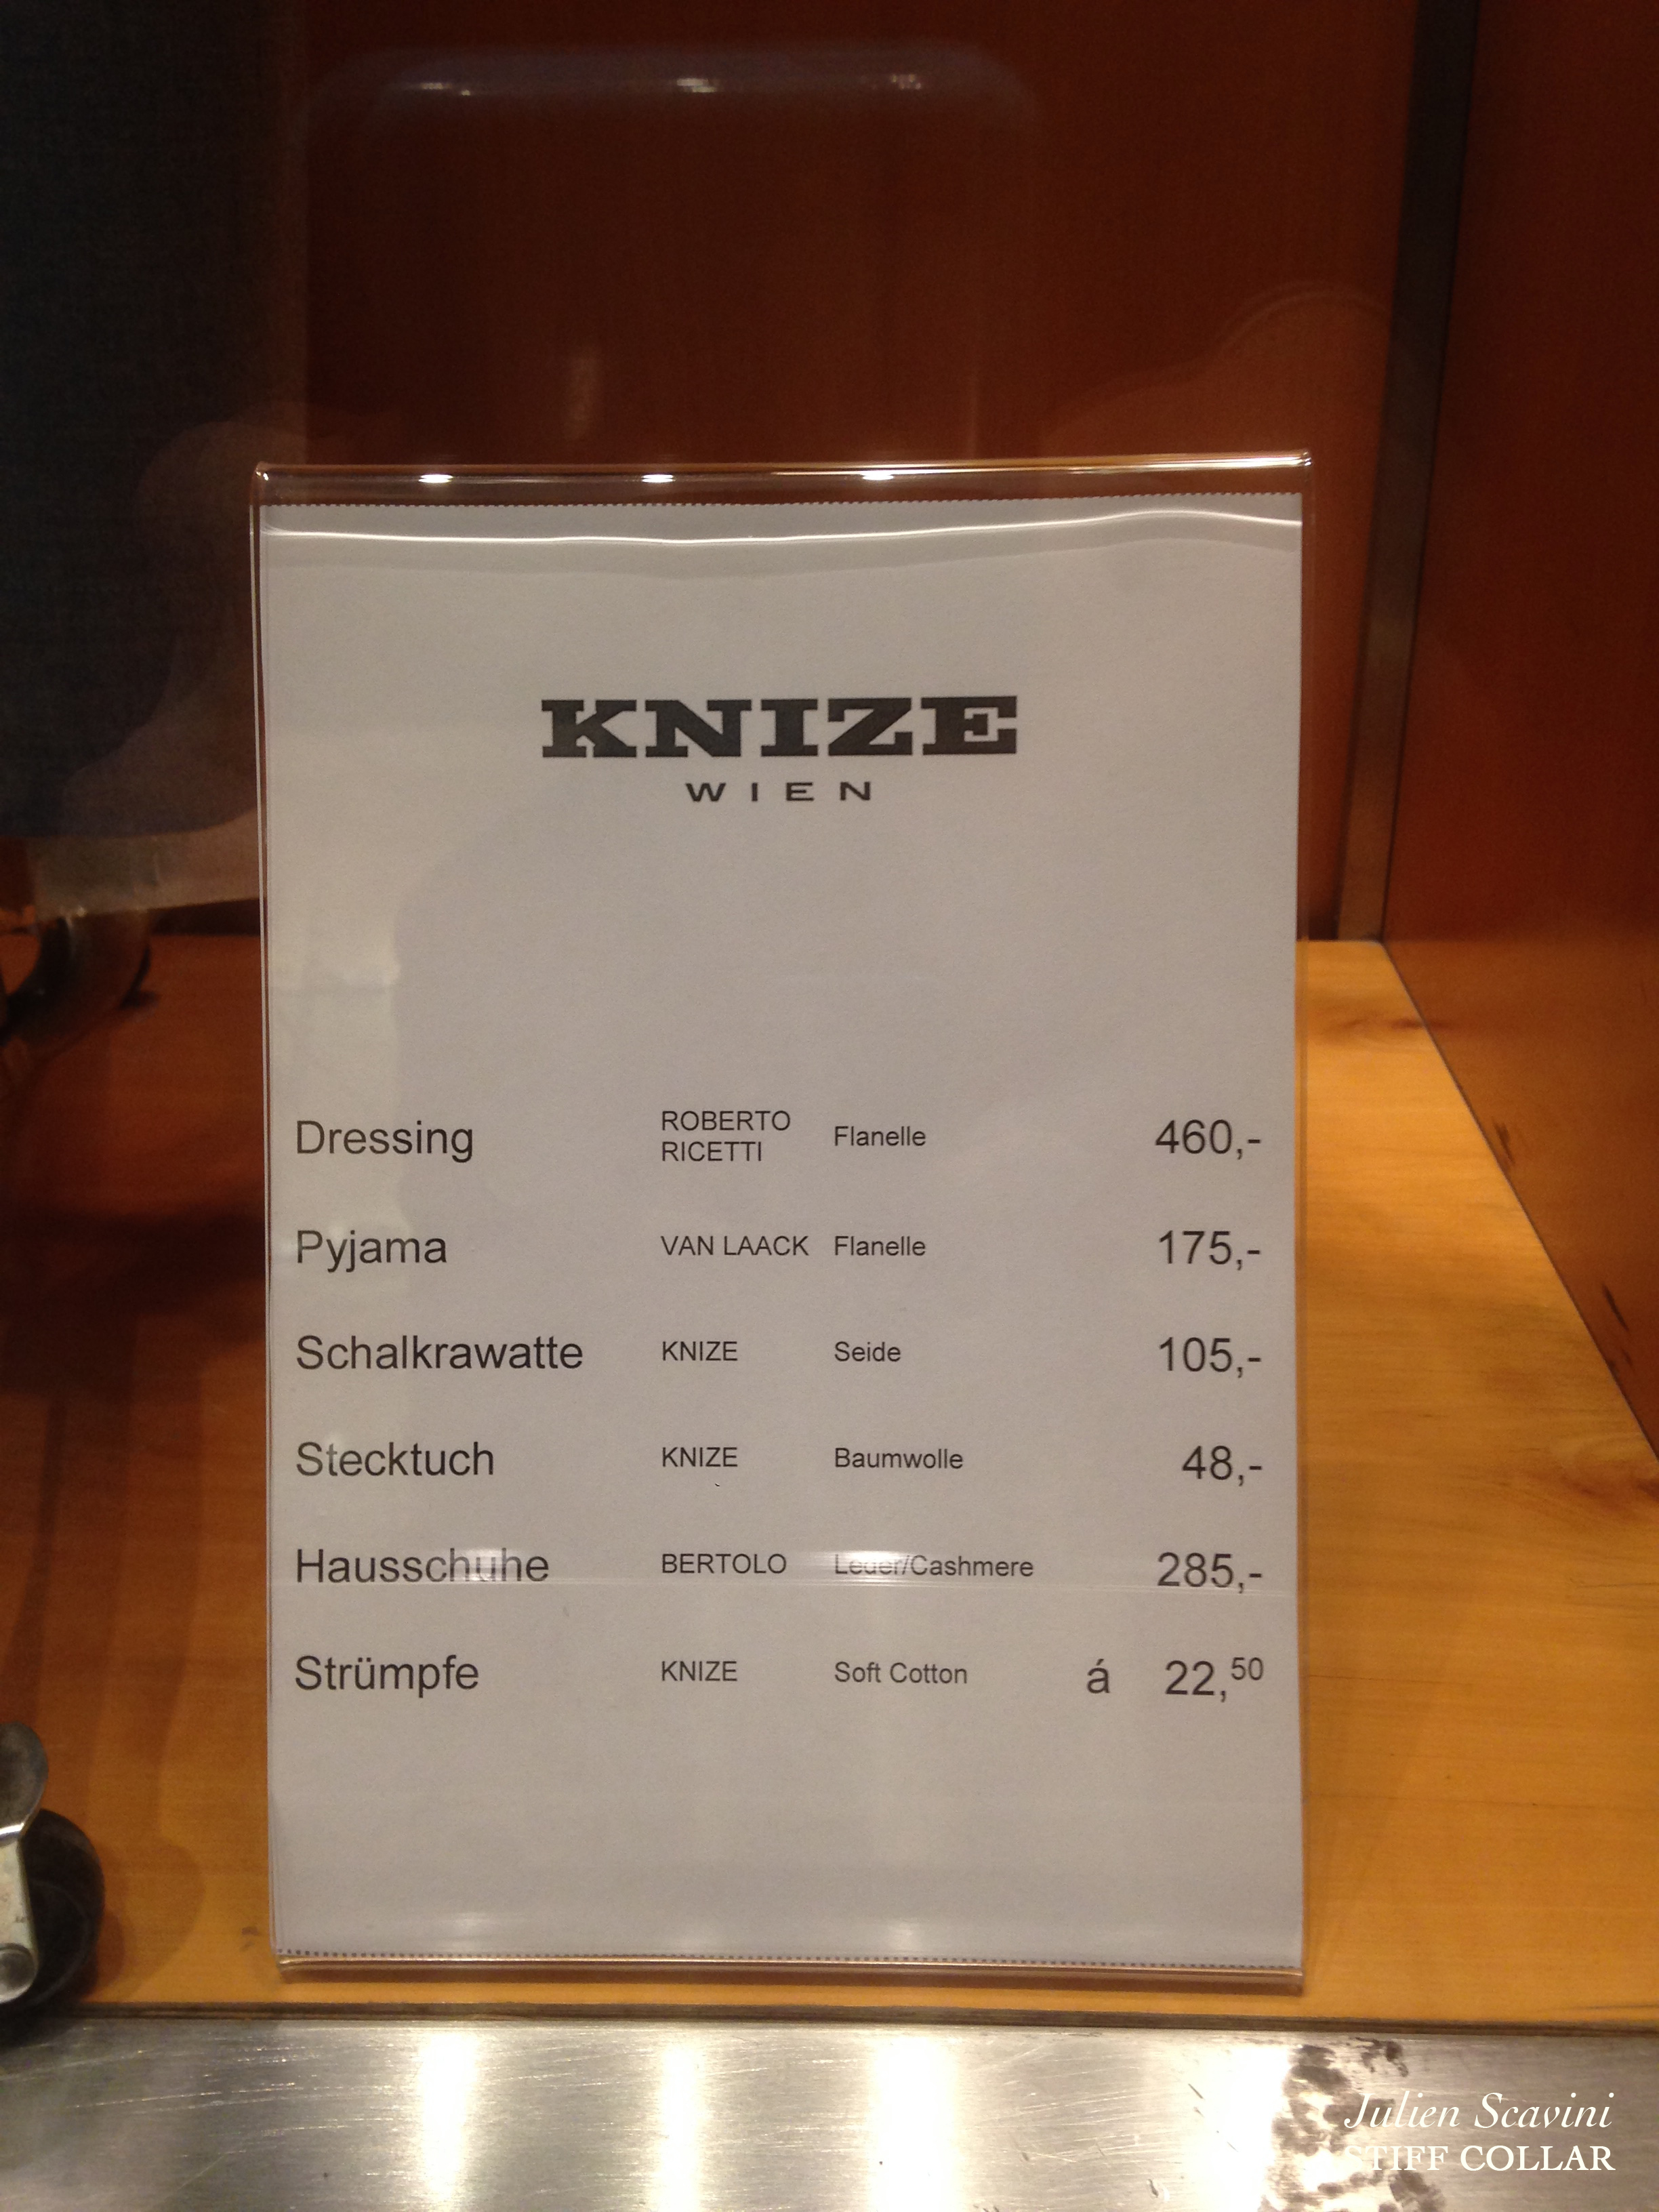 KNIZE
WIEN
Dressing ROBERTO RICETTI Flanelle 460,-
Pyjama VAN LAACK Flanelle 175,-
Schalkrawatte KNIZE Seide 105,-
Stecktuch KNIZE Baumwolle 48,-
Hausschuhe BERTOLO Leder/Cashmere 285,-
Strümpfe KNIZE Soft Cotton á 22,50
Julien Scavini
STIFF COLLAR